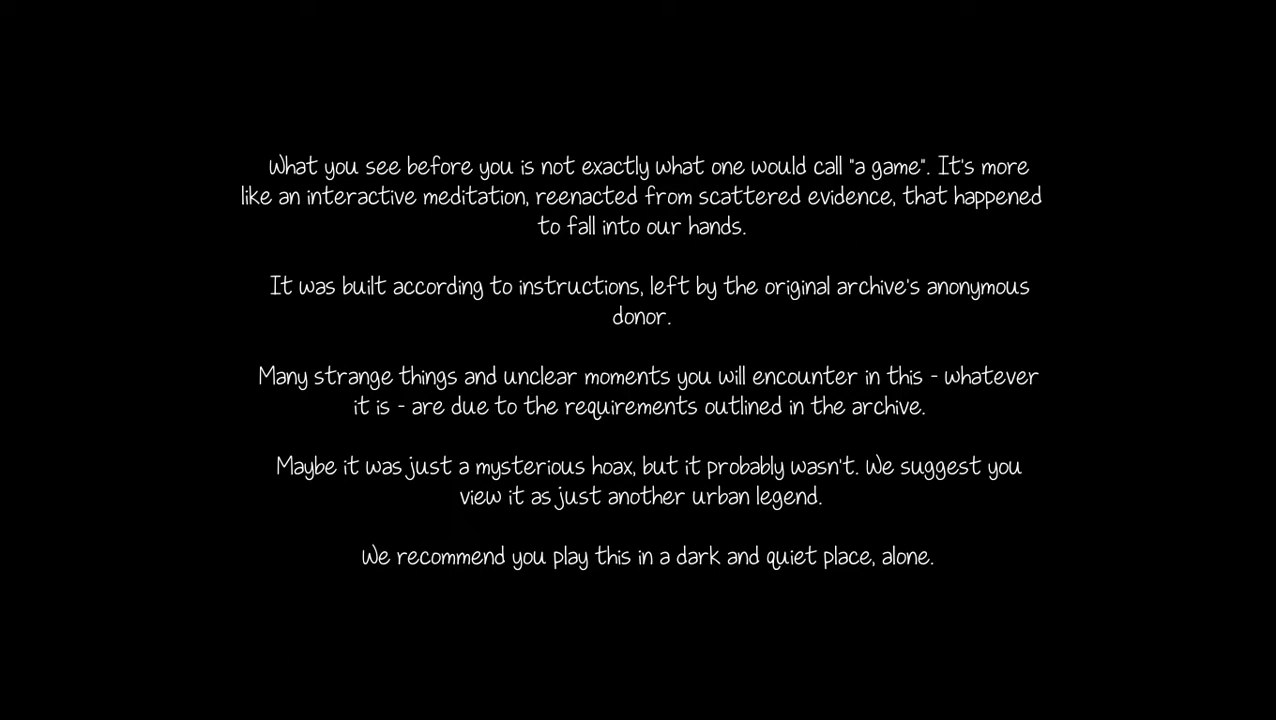 What you see before you is not exactly what one would call "a game". It's more
like an interactive meditation, reenacted from scattered evidence, that happened
to fall into our hands.
It was built according to instructions, left by the original archive's anonymous
donor.
Many strange things and unclear moments you will encounter in this - whatever
it is - are due to the requirements outlined in the archive.
Maybe it was just a mysterious hoax, but it probably wasn't. We suggest you
view it as just another urban legend.
We recommend you play this in a dark and quiet place, alone.